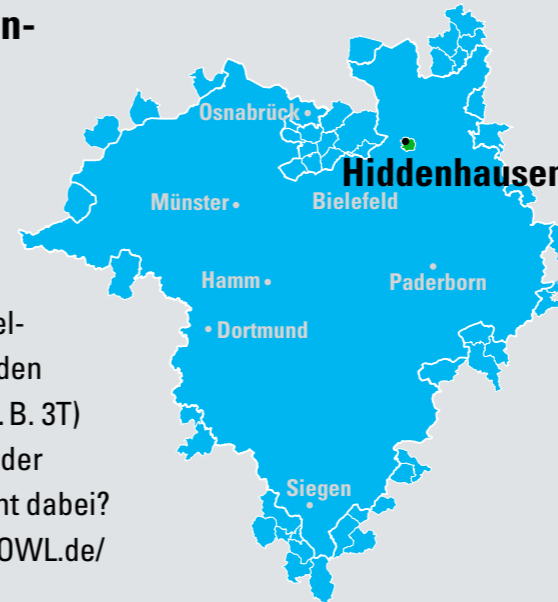 n-
Osnabrück
Hiddenhausen
Münster
Bielefeld
Hamm
Paderborn
Dortmund
el-
den
. B. 3T)
der
nt dabei?
OWL.de/
Siegen